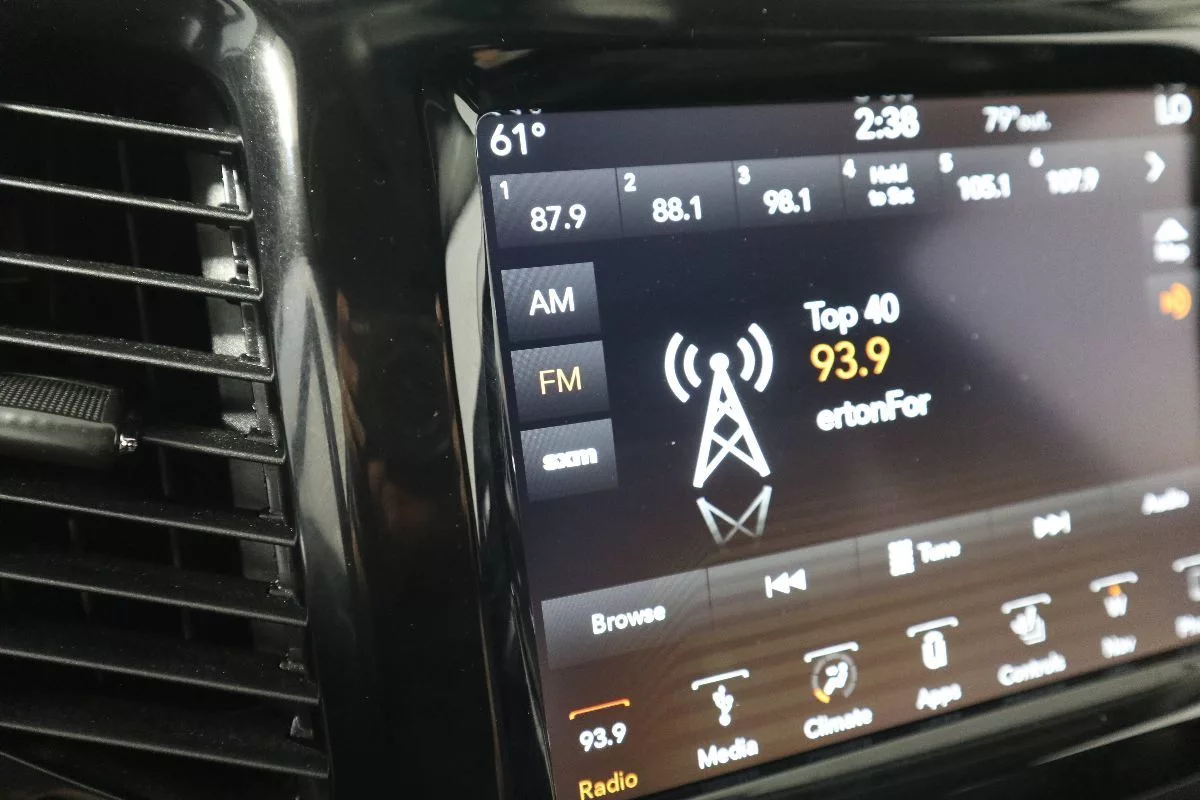 61° 2:38 79°out. LO
1 2 3 4 5 6
87.9 88.1 98.1 Hold to Set 105.1 107.9
AM
FM
sxm
Top 40
93.9
ertonFor
Browse Tune Audio
93.9
Radio Media Climate Apps Controls Nav